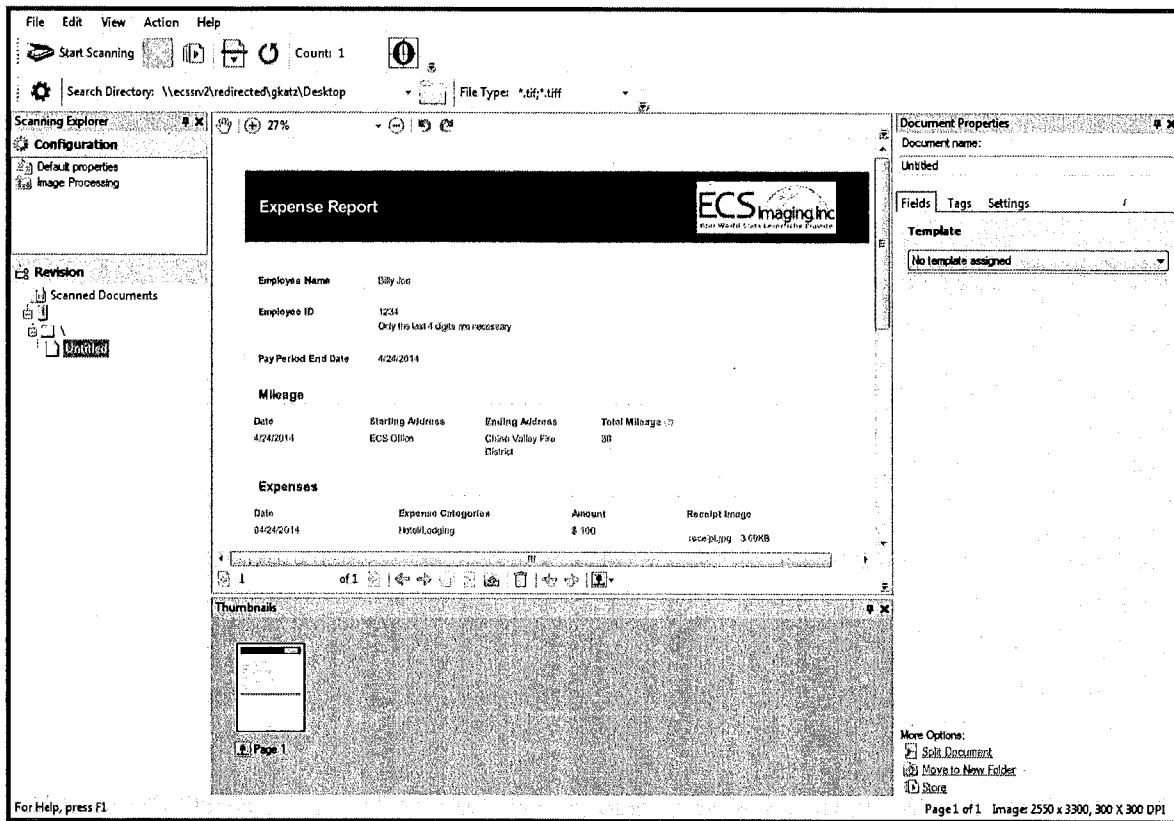 File Edit View Action Help
Start Scanning Count: 1
Search Directory: \\ecssrv2\redirected\gkatz\Desktop File Type: *.tif;*.tiff
Scanning Explorer
Configuration
Default properties
Image Processing
Revision
Scanned Documents
\
Untitled
27%
Expense Report
ECS Imaging Inc
Employee Name Billy Joe
Employee ID 1234
Only the last 4 digits are necessary
Pay Period End Date 4/24/2014
Mileage
Date Starting Address Ending Address Total Mileage
4/24/2014 ECS Office Chino Valley Fire
District
Expenses
Date Expense Categories Amount Receipt Image
04/24/2014 Hotel/Lodging $ 100 receipt.jpg 3.69KB
1 of 1
Thumbnails
Page 1
Document Properties
Document name:
Untitled
Fields Tags Settings
Template
No template assigned
More Options:
Split Document
Move to New Folder
Store
For Help, press F1 Page 1 of 1 Image: 2550 x 3300, 300 X 300 DPI